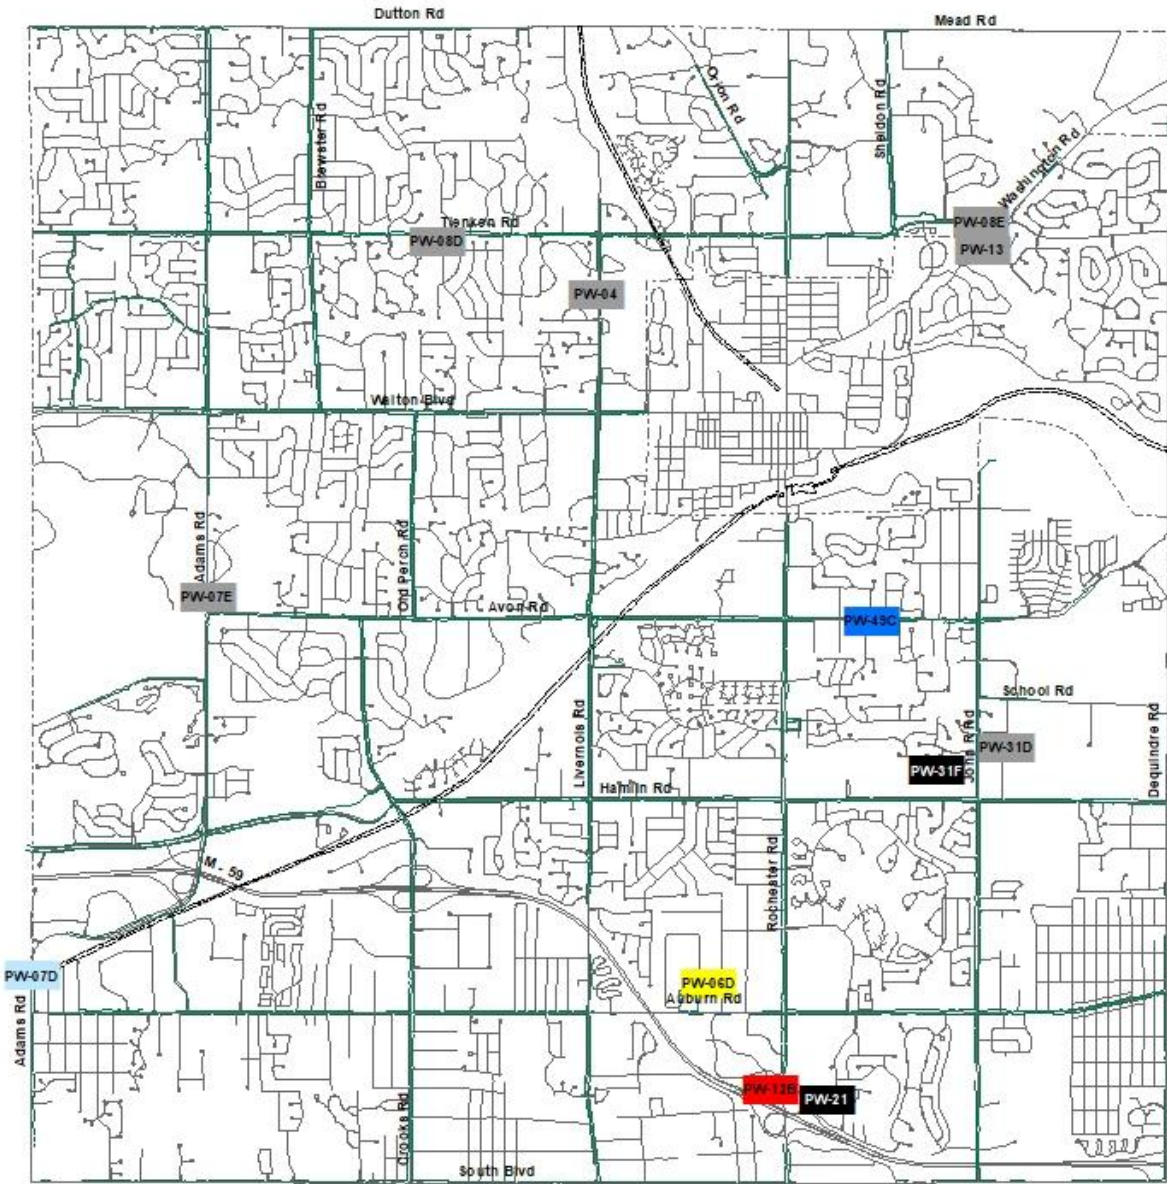 Dutton Rd
Mead Rd
Orion Rd
Sheldon Rd
Brewster Rd
Washington Rd
Tienken Rd
PW-08D
PW-08E
PW-13
PW-04
Walton Blvd
Adams Rd
Old Perch Rd
PW-07E
Avon Rd
PW-49C
School Rd
Livernois Rd
John R Rd
Dequindre Rd
PW-31D
PW-31F
Hamlin Rd
Rochester Rd
M - 59
PW-07D
PW-06D
Auburn Rd
Adams Rd
PW-12B
PW-21
Crooks Rd
South Blvd